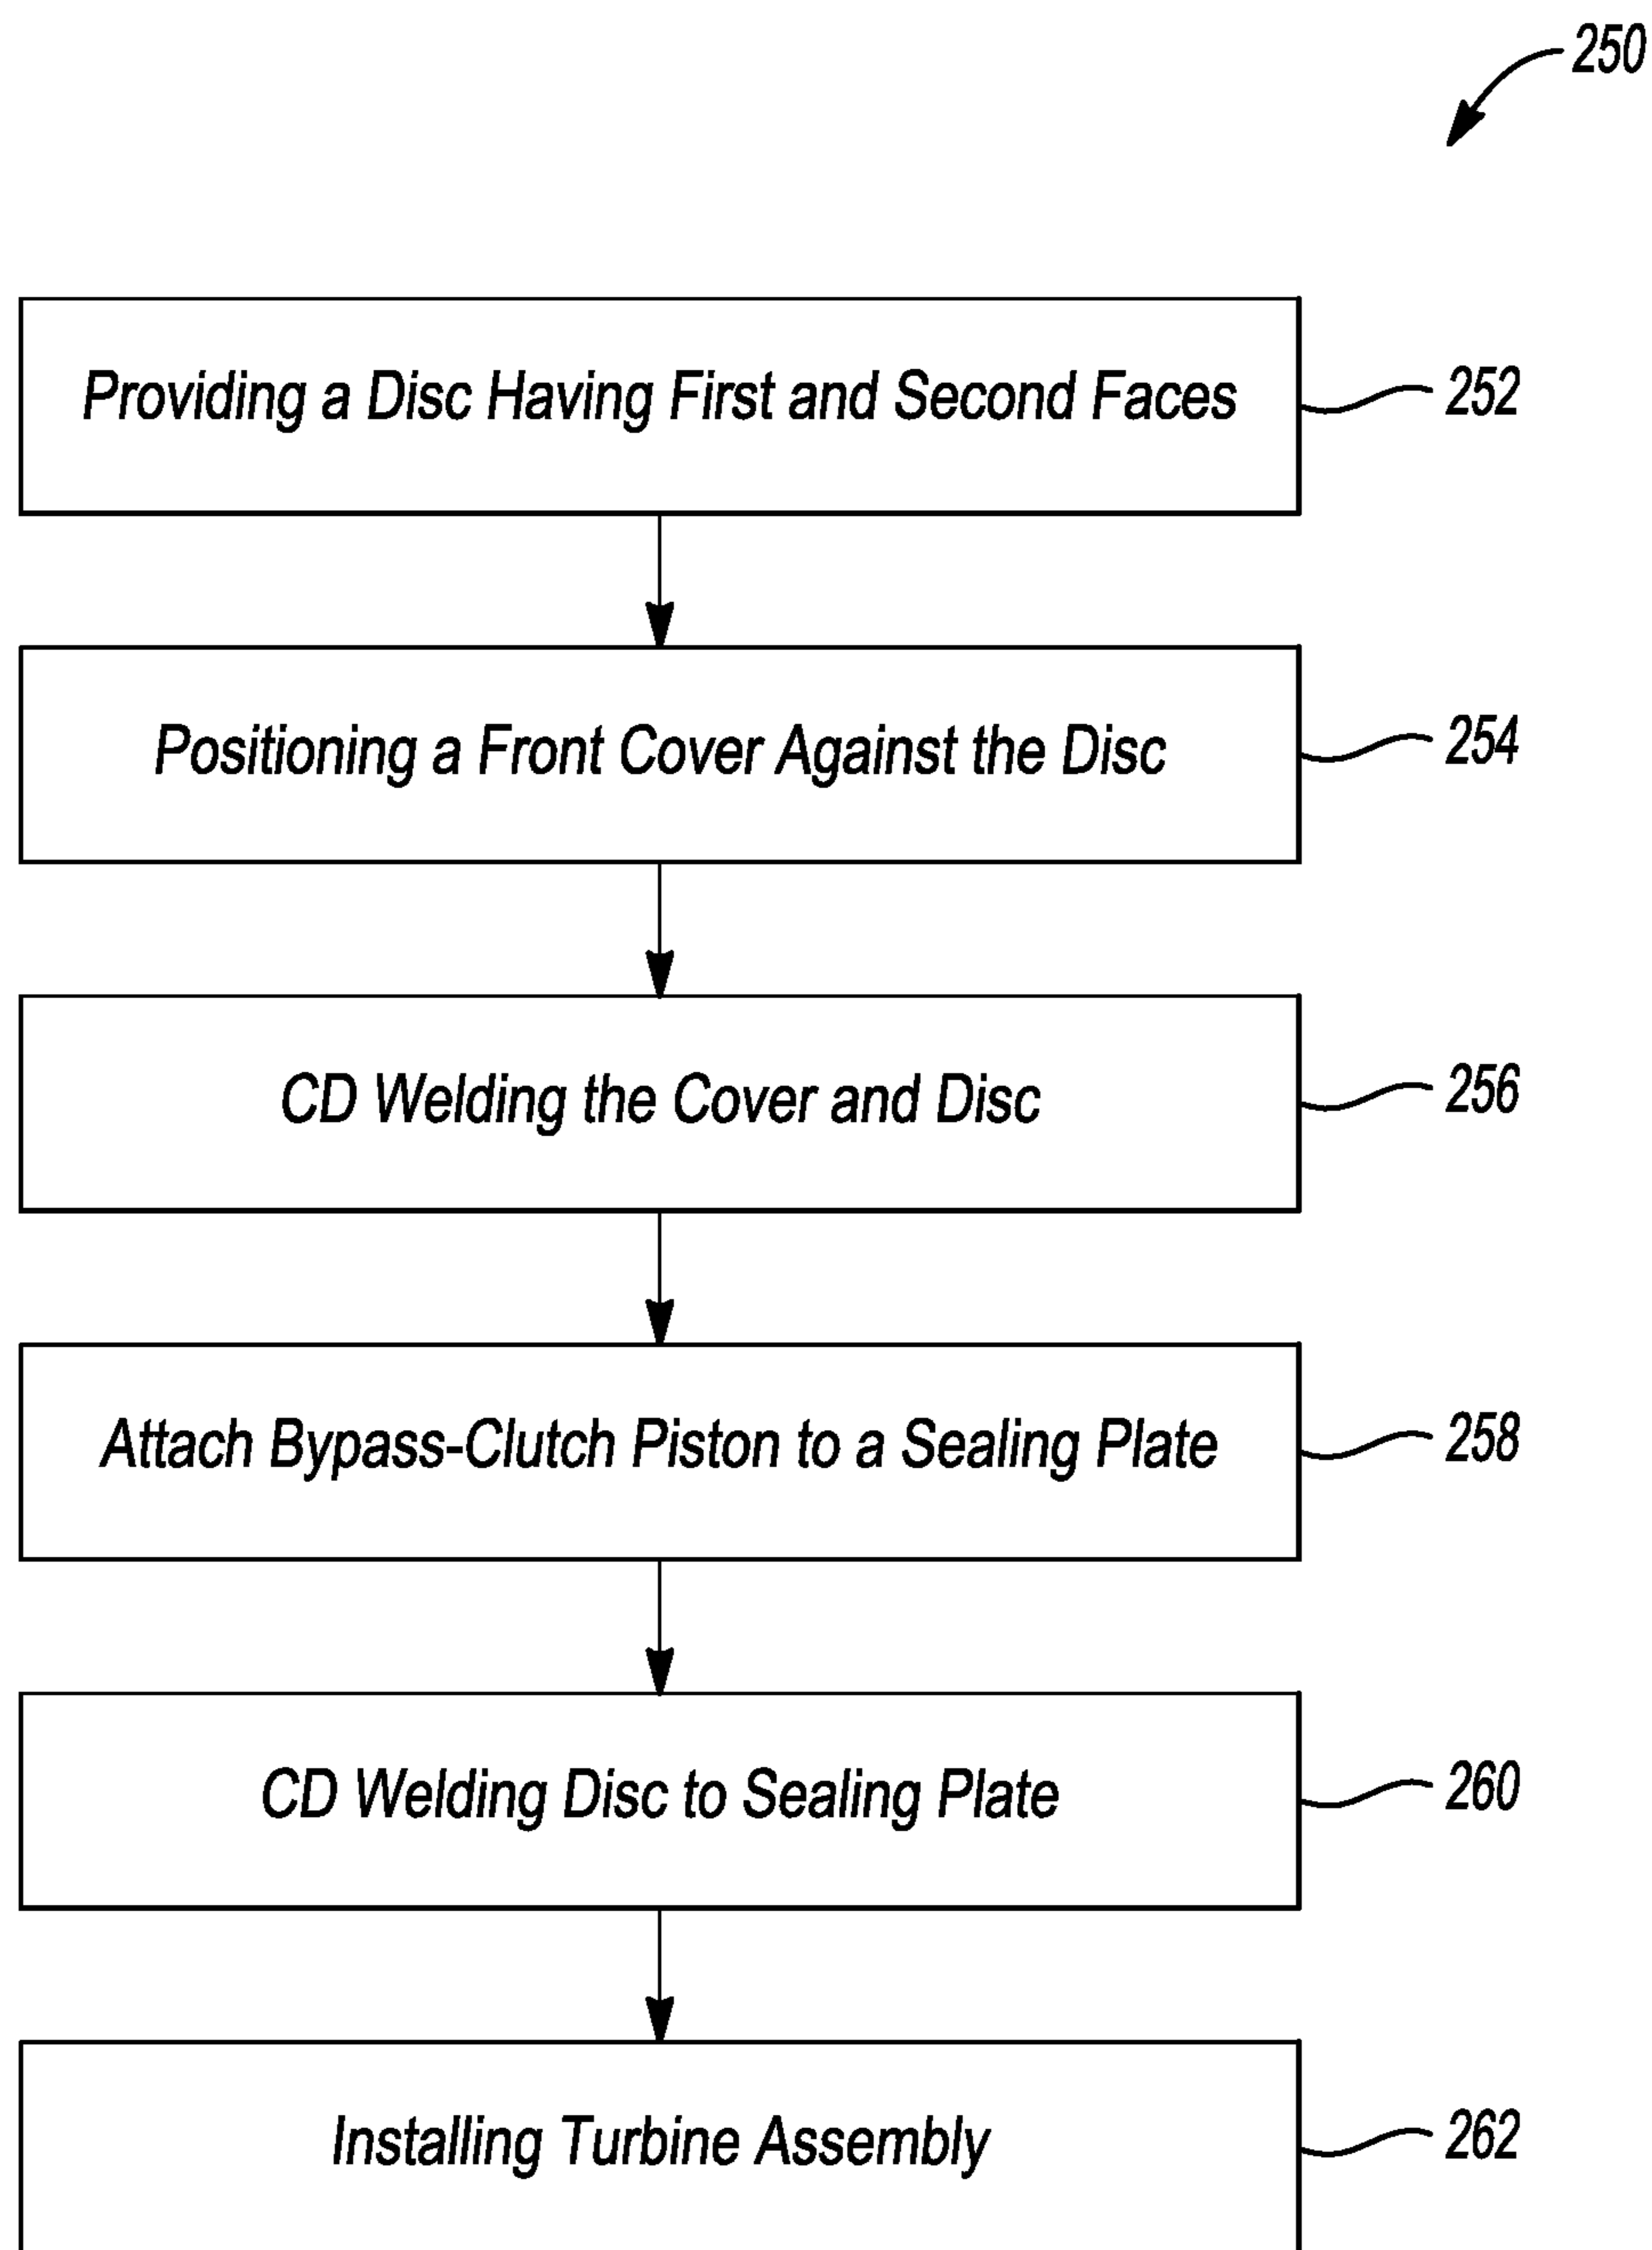 250
Providing a Disc Having First and Second Faces
252
Positioning a Front Cover Against the Disc
254
CD Welding the Cover and Disc
256
Attach Bypass-Clutch Piston to a Sealing Plate
258
CD Welding Disc to Sealing Plate
260
Installing Turbine Assembly
262